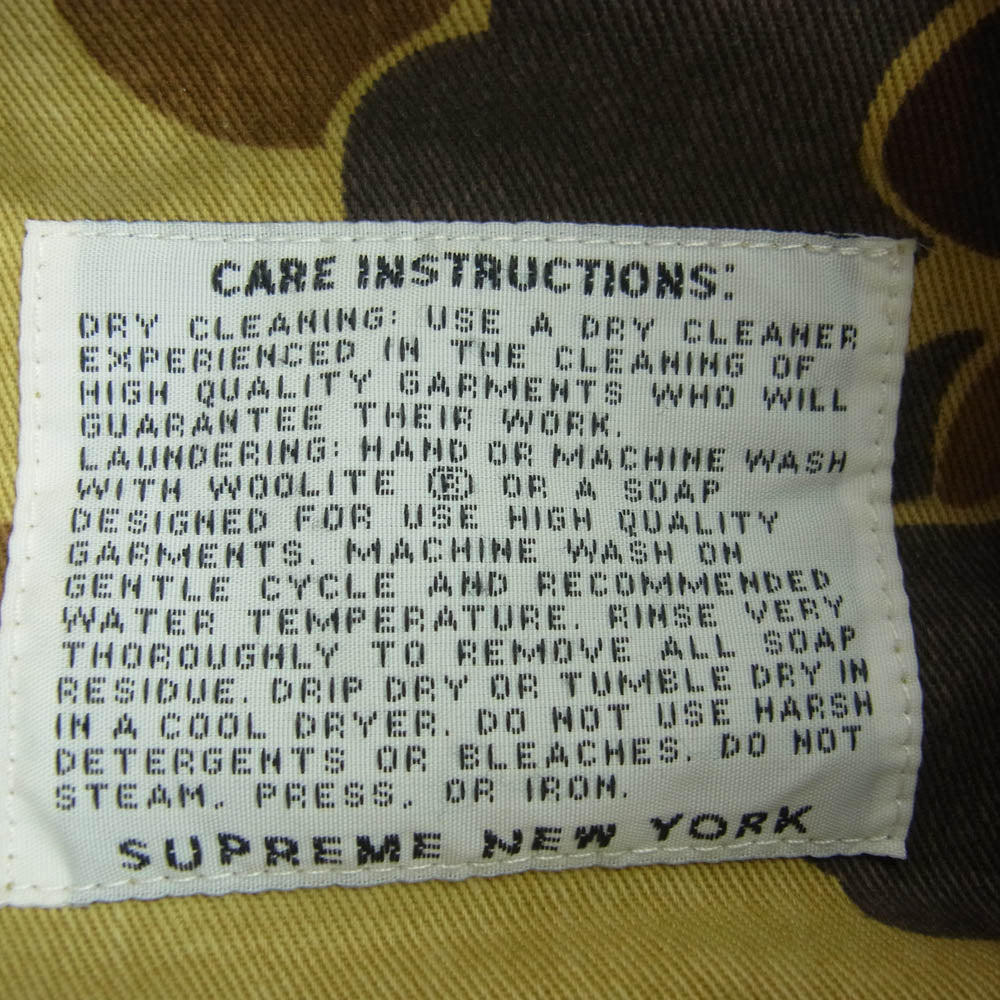 CARE INSTRUCTIONS:
DRY CLEANING: USE A DRY CLEANER
EXPERIENCED IN THE CLEANING OF
HIGH QUALITY GARMENTS WHO WILL
GUARANTEE THEIR WORK.
LAUNDERING: HAND OR MACHINE WASH
WITH WOOLITE ® OR A SOAP
DESIGNED FOR USE HIGH QUALITY
GARMENTS. MACHINE WASH ON
GENTLE CYCLE AND RECOMMENDED
WATER TEMPERATURE. RINSE VERY
THOROUGHLY TO REMOVE ALL SOAP
RESIDUE. DRIP DRY OR TUMBLE DRY IN
IN A COOL DRYER. DO NOT USE HARSH
DETERGENTS OR BLEACHES. DO NOT
STEAM, PRESS, OR IRON.
SUPREME NEW YORK